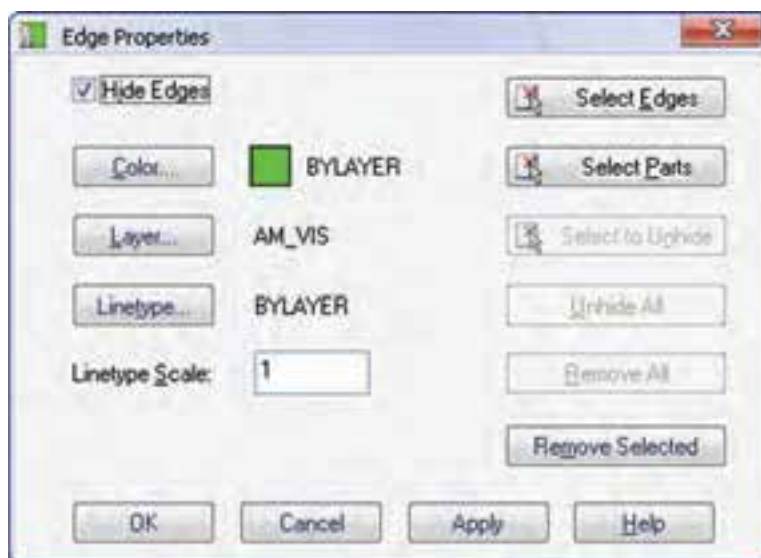 Edge Properties
Hide Edges
Select Edges
Color... BYLAYER
Select Parts
Layer... AM_VIS
Select to Unhide
Linetype... BYLAYER
Unhide All
Linetype Scale: 1
Remove All
Remove Selected
OK Cancel Apply Help